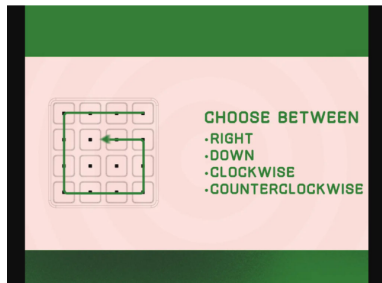 CHOOSE BETWEEN
•RIGHT
•DOWN
•CLOCKWISE
•COUNTERCLOCKWISE